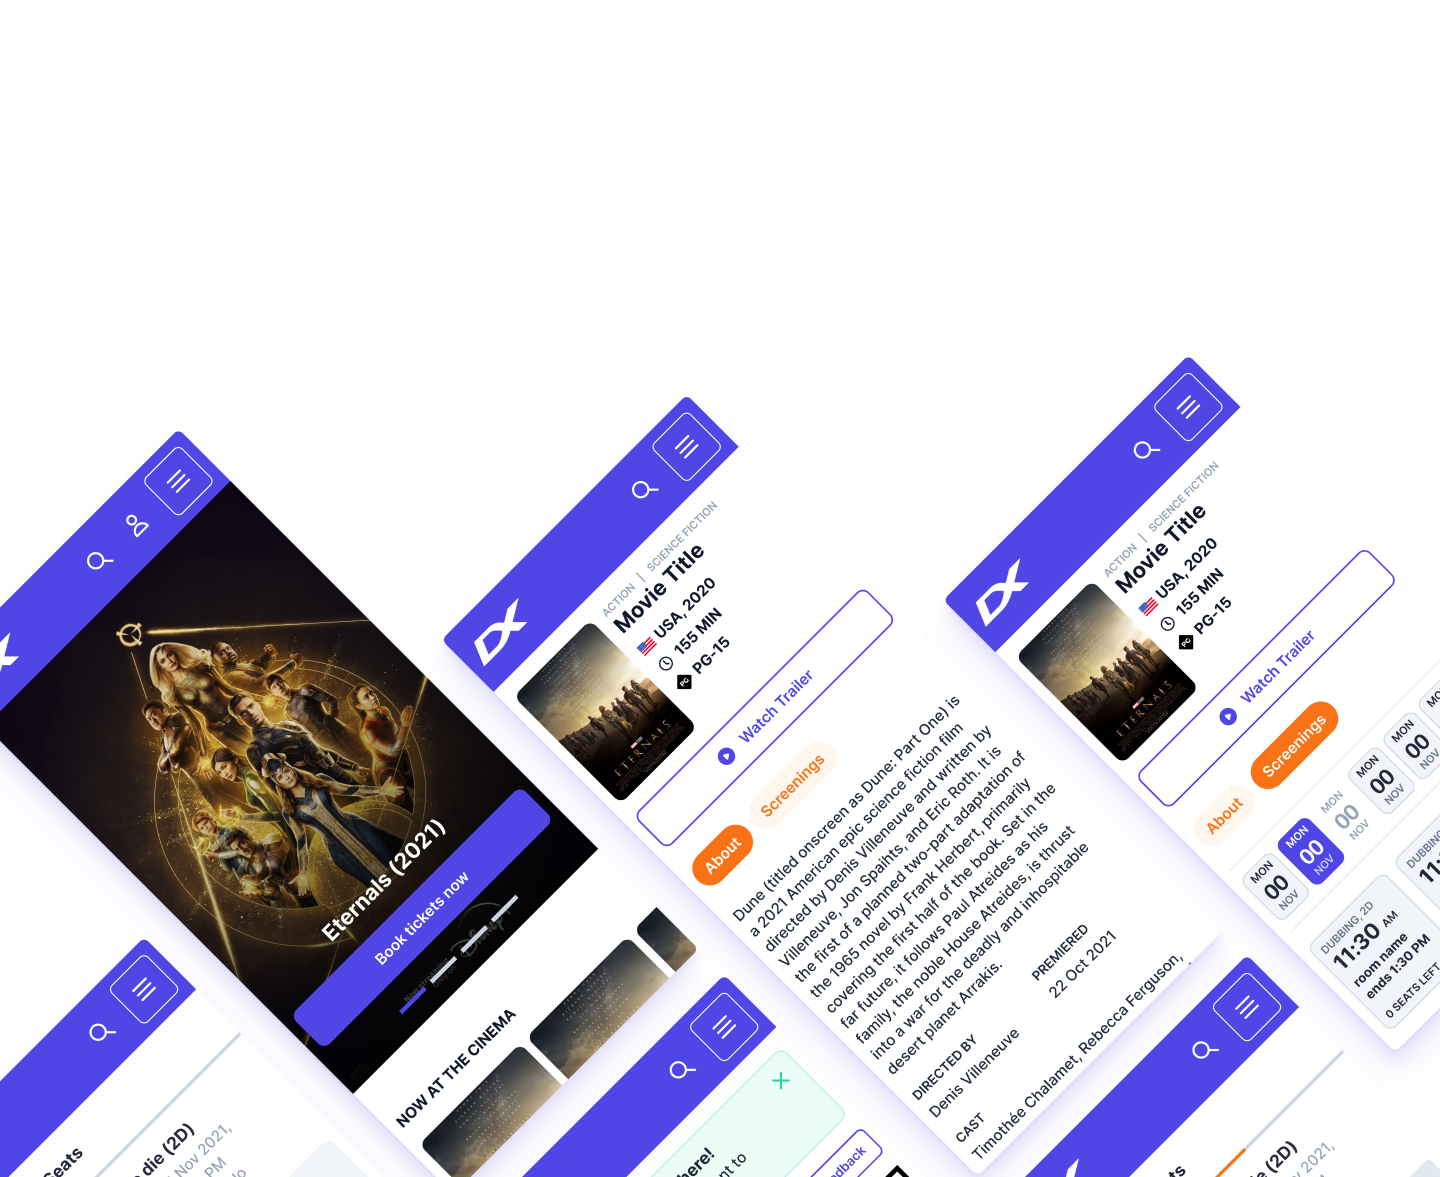 Eternals (2021)
Book tickets now
NOW AT THE CINEMA
DX
ACTION | SCIENCE FICTION
Movie Title
USA, 2020
155 MIN
PG PG-15
ETERNALS
Watch Trailer
About Screenings
Dune (titled onscreen as Dune: Part One) is
a 2021 American epic science fiction film
directed by Denis Villeneuve and written by
Villeneuve, Jon Spaihts, and Eric Roth. It is
the first of a planned two-part adaptation of
the 1965 novel by Frank Herbert, primarily
covering the first half of the book. Set in the
far future, it follows Paul Atreides as his
family, the noble House Atreides, is thrust
into a war for the deadly and inhospitable
desert planet Arrakis.
DIRECTED BY
Denis Villeneuve
PREMIERED
22 Oct 2021
CAST
Timothée Chalamet, Rebecca Ferguson,
DX
ACTION | SCIENCE FICTION
Movie Title
USA, 2020
155 MIN
PG PG-15
ETERNALS
Watch Trailer
About Screenings
MON
00
NOV
MON
00
NOV
MON
00
NOV
MON
00
NOV
MON
00
NOV
DUBBING, 2D
11:30 AM
room name
ends 1:30 PM
0 SEATS LEFT
DUBBING
11:
die (2D)
Nov 2021,
PM
here!
nt to
die (2D)
2021,